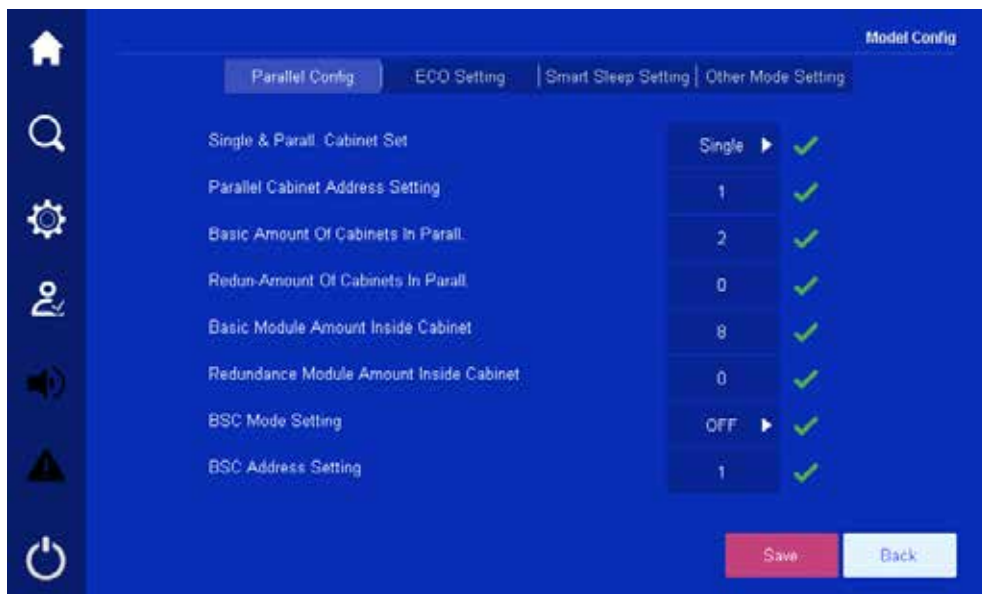 Model Config
Parallel Config ECO Setting Smart Sleep Setting Other Mode Setting
Single & Parall. Cabinet Set Single
Parallel Cabinet Address Setting 1
Basic Amount Of Cabinets In Parall. 2
Redun-Amount Of Cabinets In Parall. 0
Basic Module Amount Inside Cabinet 8
Redundance Module Amount Inside Cabinet 0
BSC Mode Setting OFF
BSC Address Setting 1
Save Back